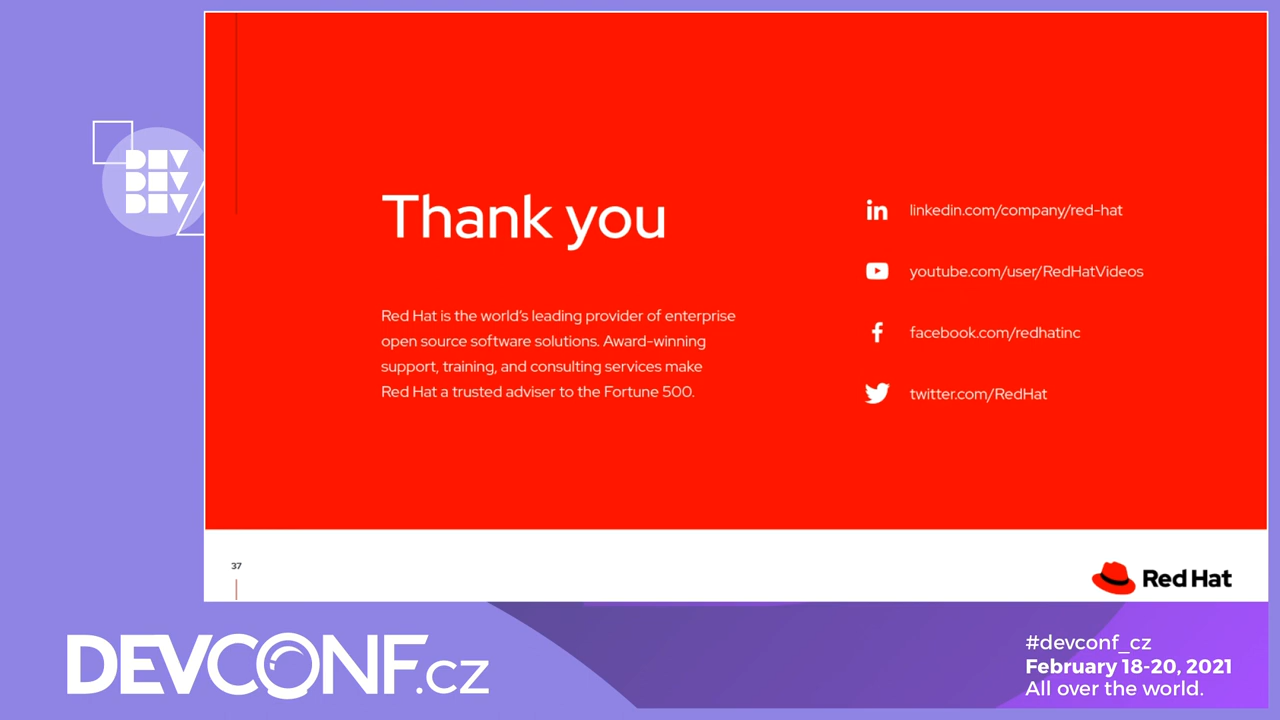 DEV
DEV
DEV
Thank you
Red Hat is the world’s leading provider of enterprise
open source software solutions. Award-winning
support, training, and consulting services make
Red Hat a trusted adviser to the Fortune 500.
in linkedin.com/company/red-hat
youtube.com/user/RedHatVideos
f facebook.com/redhatinc
twitter.com/RedHat
37
Red Hat
DEVCONF.cz
#devconf_cz
February 18-20, 2021
All over the world.